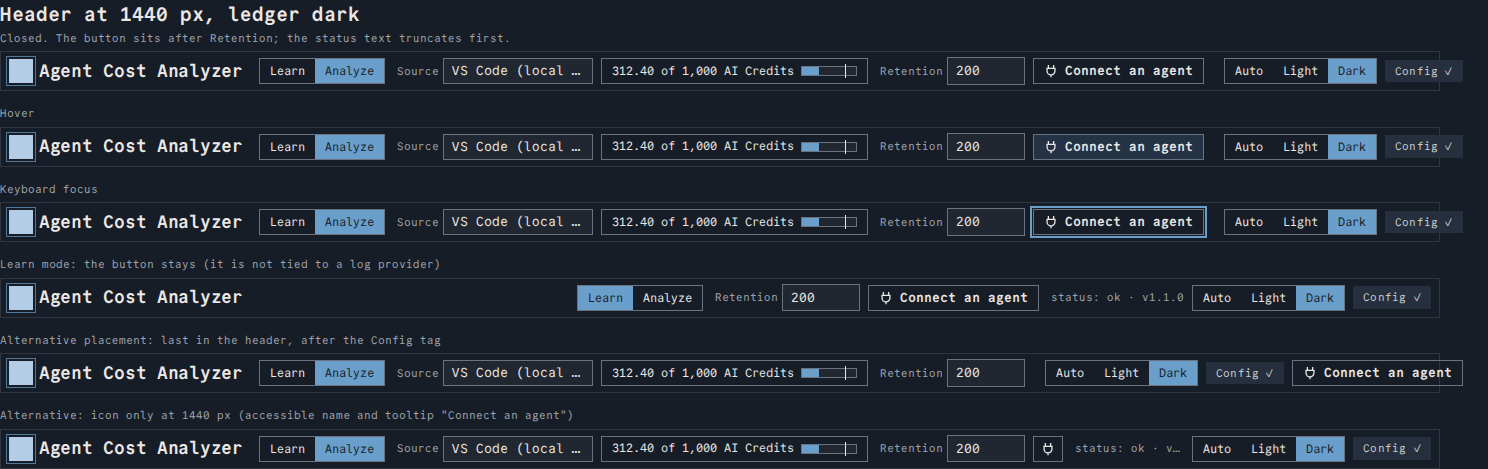 Header at 1440 px, ledger dark
Closed. The button sits after Retention; the status text truncates first.
Agent Cost Analyzer Learn Analyze Source VS Code (local … 312.40 of 1,000 AI Credits Retention 200 Connect an agent Auto Light Dark Config ✓
Hover
Agent Cost Analyzer Learn Analyze Source VS Code (local … 312.40 of 1,000 AI Credits Retention 200 Connect an agent Auto Light Dark Config ✓
Keyboard focus
Agent Cost Analyzer Learn Analyze Source VS Code (local … 312.40 of 1,000 AI Credits Retention 200 Connect an agent Auto Light Dark Config ✓
Learn mode: the button stays (it is not tied to a log provider)
Agent Cost Analyzer Learn Analyze Retention 200 Connect an agent status: ok · v1.1.0 Auto Light Dark Config ✓
Alternative placement: last in the header, after the Config tag
Agent Cost Analyzer Learn Analyze Source VS Code (local … 312.40 of 1,000 AI Credits Retention 200 Auto Light Dark Config ✓ Connect an agent
Alternative: icon only at 1440 px (accessible name and tooltip "Connect an agent")
Agent Cost Analyzer Learn Analyze Source VS Code (local … 312.40 of 1,000 AI Credits Retention 200 status: ok · v… Auto Light Dark Config ✓